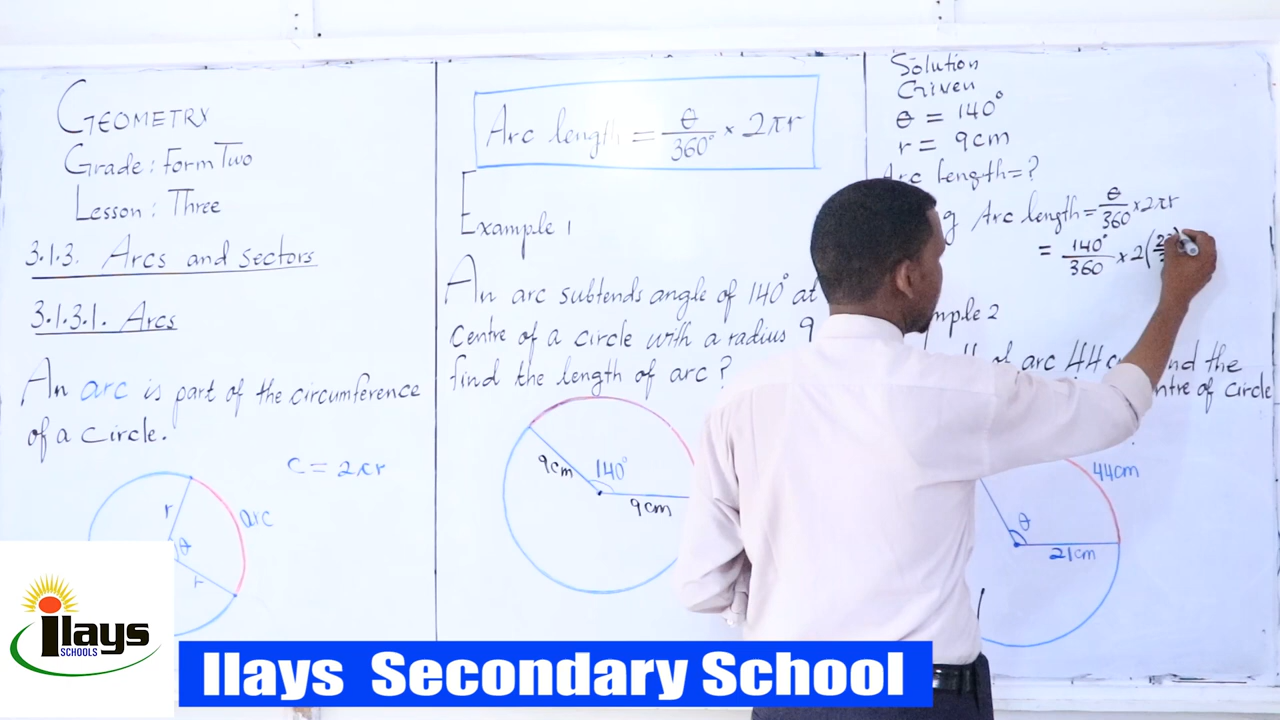 GEOMETRY
Grade: Form Two
Lesson: Three
3.1.3. Arcs and sectors
3.1.3.1. Arcs
An arc is part of the circumference
of a circle.
c = 2πr
r
arc
θ
r
Arc length = θ/360° × 2πr
Example 1
An arc subtends angle of 140° at
centre of a circle with a radius 9
find the length of arc?
9cm
140°
9cm
Solution
Given
θ = 140°
r = 9cm
Arc length = ?
Arc length = θ/360 × 2πr
= 140°/360 × 2(
2
of arc 44 the
of circle
44cm
θ
21cm
ilays
SCHOOLS
Ilays Secondary School